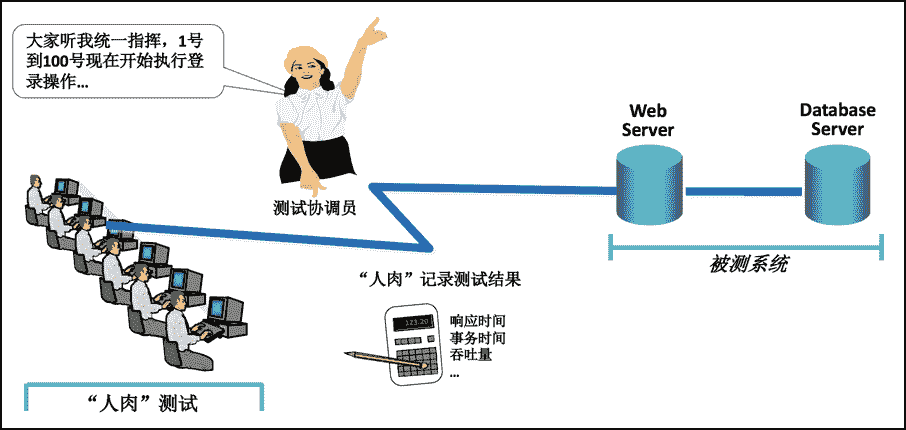 大家听我统一指挥，1号
到100号现在开始执行登
录操作…
测试协调员
Web
Server
Database
Server
被测系统
“人肉”记录测试结果
123.20
响应时间
事务时间
吞吐量
…
“人肉”测试